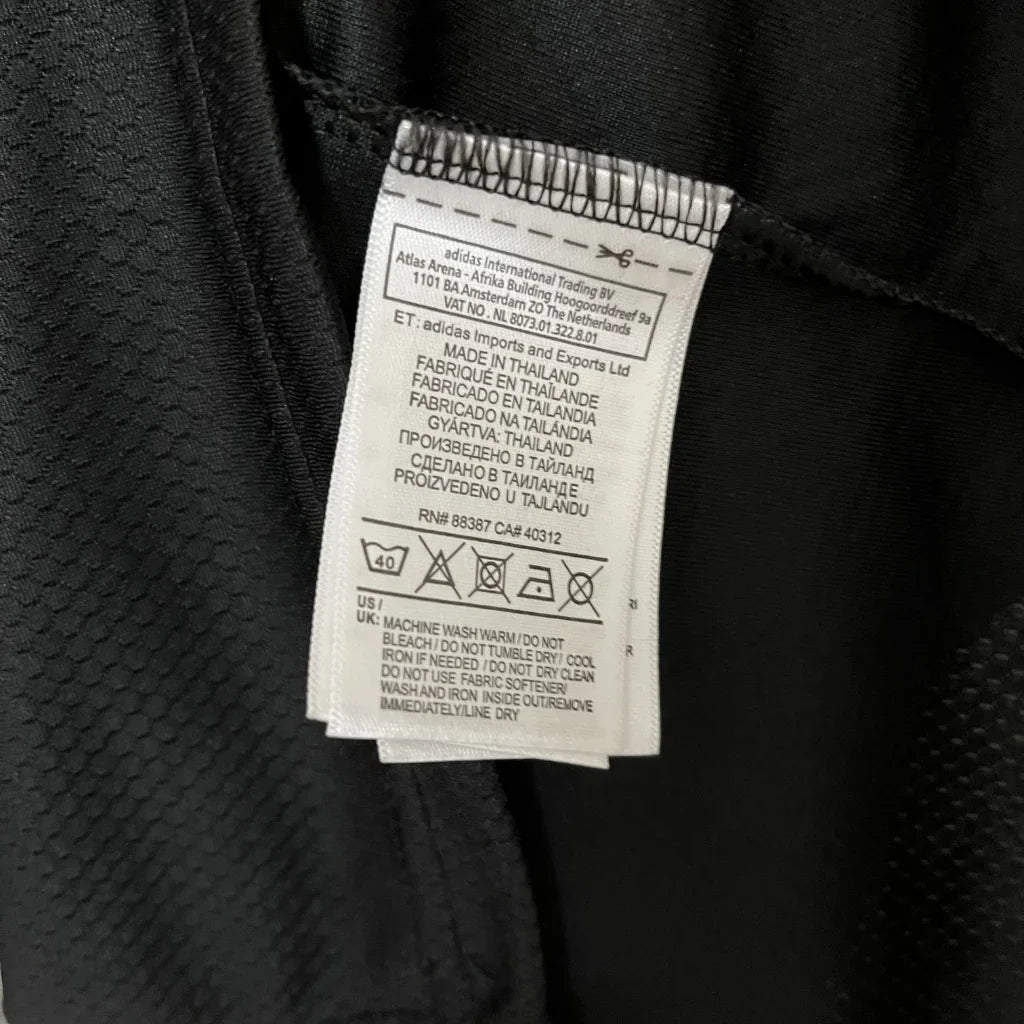 adidas International Trading BV
Atlas Arena - Afrika Building Hoogoorddreef 9a
1101 BA Amsterdam ZO The Netherlands
VAT NO. NL 8073.01.322.8.01
ET: adidas Imports and Exports Ltd
MADE IN THAILAND
FABRIQUÉ EN THAÏLANDE
FABRICADO EN TAILANDIA
FABRICADO NA TAILÂNDIA
GYÁRTVA: THAILAND
ПРОИЗВЕДЕНО В ТАЙЛАНД
СДЕЛАНО В ТАИЛАНДЕ
PROIZVEDENO U TAJLANDU
RN# 88387 CA# 40312
40
US /
UK: MACHINE WASH WARM / DO NOT
BLEACH / DO NOT TUMBLE DRY / COOL
IRON IF NEEDED / DO NOT DRY CLEAN
DO NOT USE FABRIC SOFTENER/
WASH AND IRON INSIDE OUT/REMOVE
IMMEDIATELY/LINE DRY